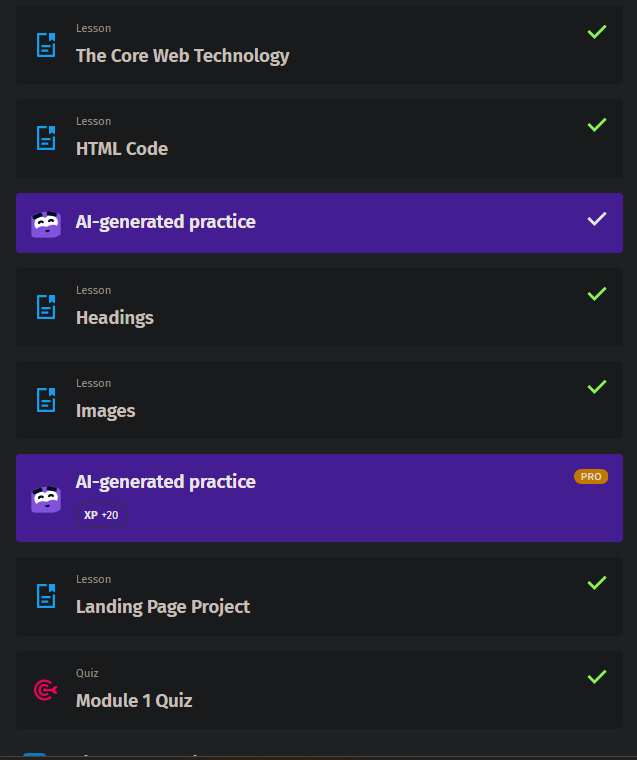 Lesson
The Core Web Technology
Lesson
HTML Code
AI-generated practice
Lesson
Headings
Lesson
Images
AI-generated practice
PRO
XP +20
Lesson
Landing Page Project
Quiz
Module 1 Quiz